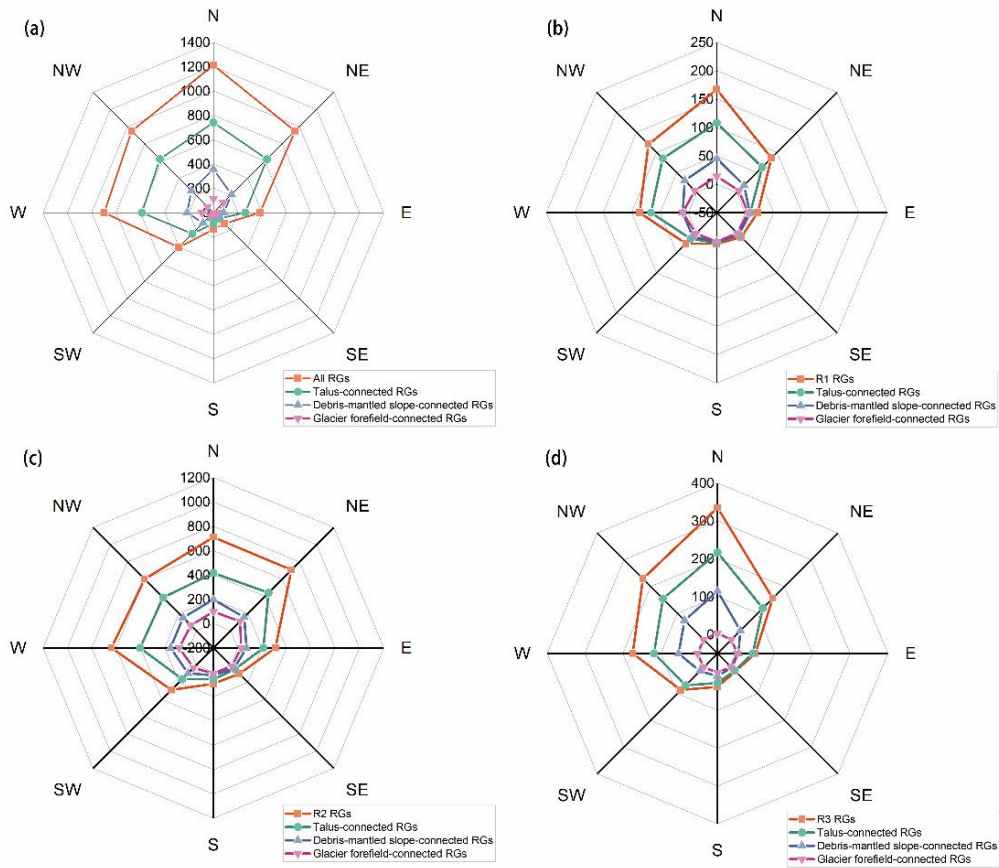 (a)
N
NW
NE
W
E
SW
SE
S
1400
1200
1000
800
600
400
200
All RGs
Talus-connected RGs
Debris-mantled slope-connected RGs
Glacier forefield-connected RGs
(b)
N
NW
NE
W
E
SW
SE
S
250
200
150
100
50
0
-50
R1 RGs
Talus-connected RGs
Debris-mantled slope-connected RGs
Glacier forefield-connected RGs
(c)
N
NW
NE
W
E
SW
SE
S
1200
1000
800
600
400
200
0
-200
R2 RGs
Talus-connected RGs
Debris-mantled slope-connected RGs
Glacier forefield-connected RGs
(d)
N
NW
NE
W
E
SW
SE
S
400
300
200
100
0
R3 RGs
Talus-connected RGs
Debris-mantled slope-connected RGs
Glacier forefield-connected RGs